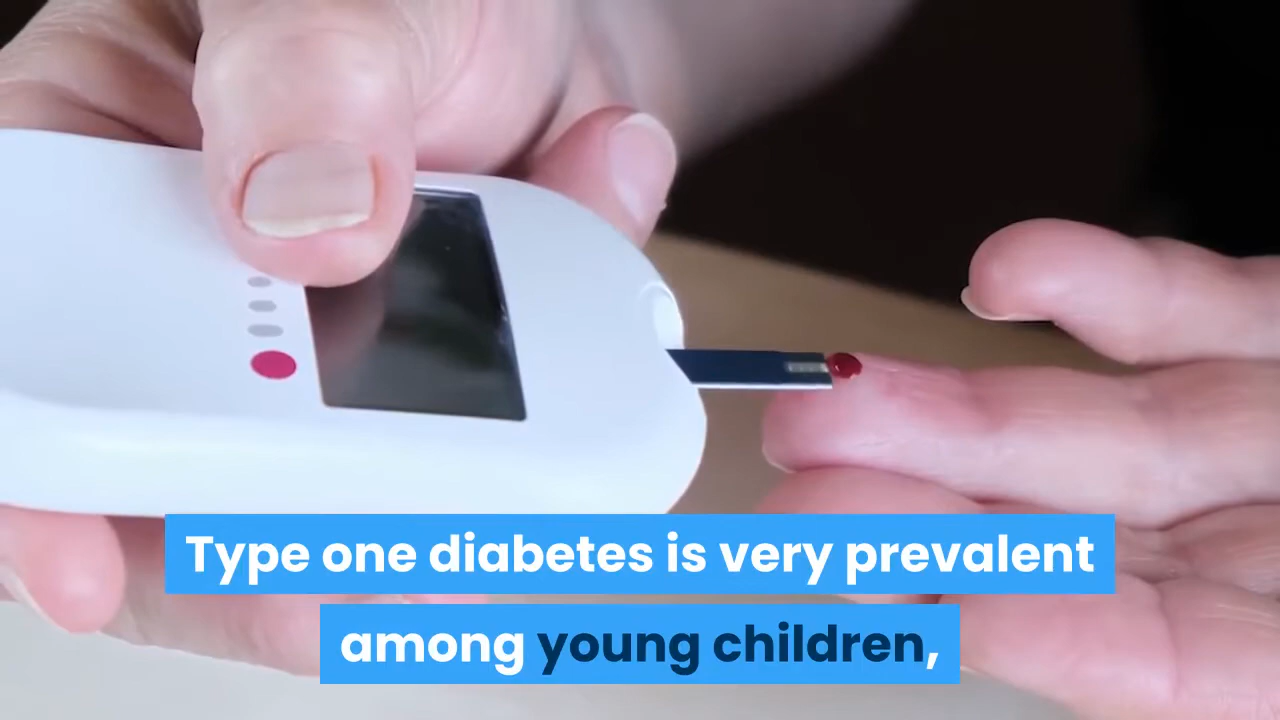 Type one diabetes is very prevalent
among young children,